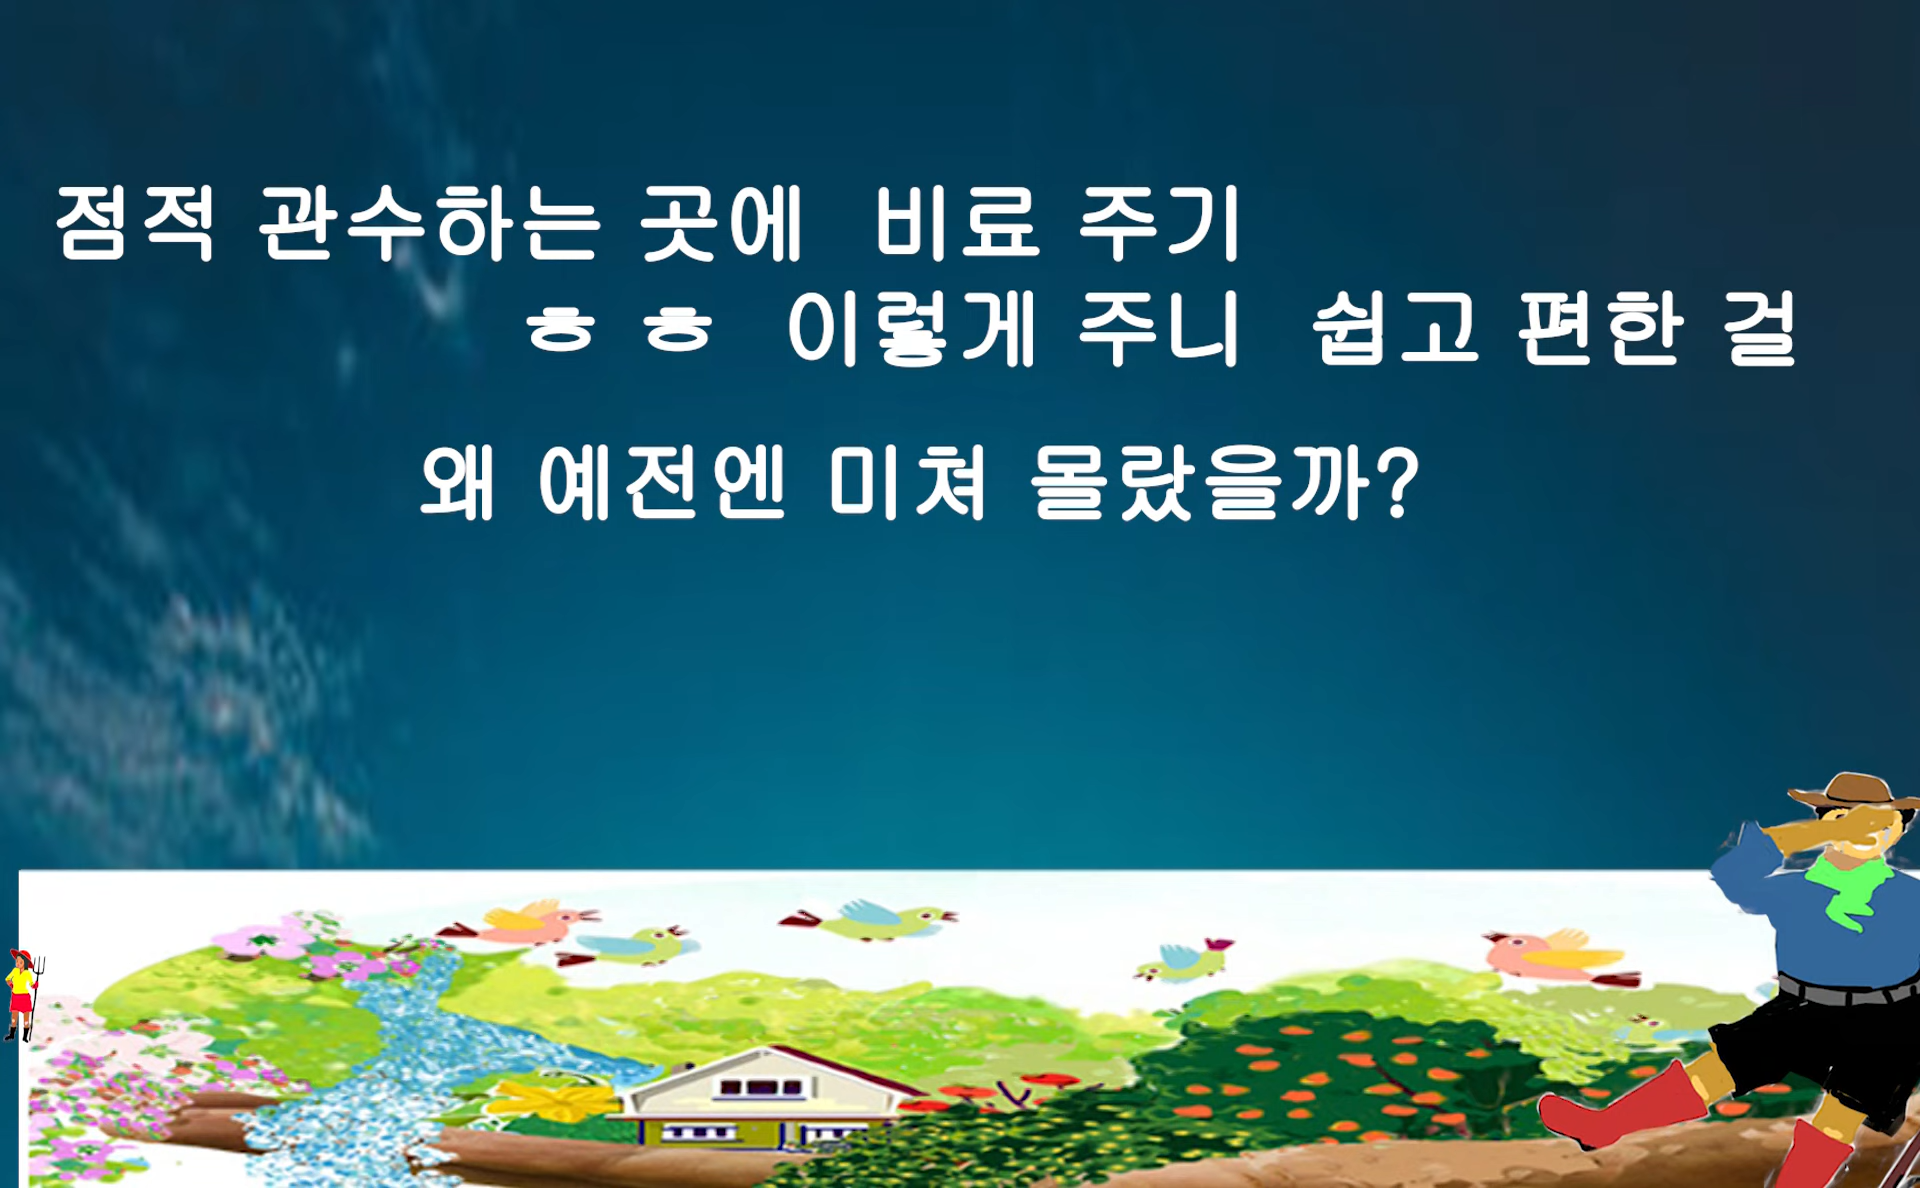 점적 관수하는 곳에 비료 주기
ㅎ ㅎ 이렇게 주니 쉽고 편한 걸
왜 예전엔 미쳐 몰랐을까?